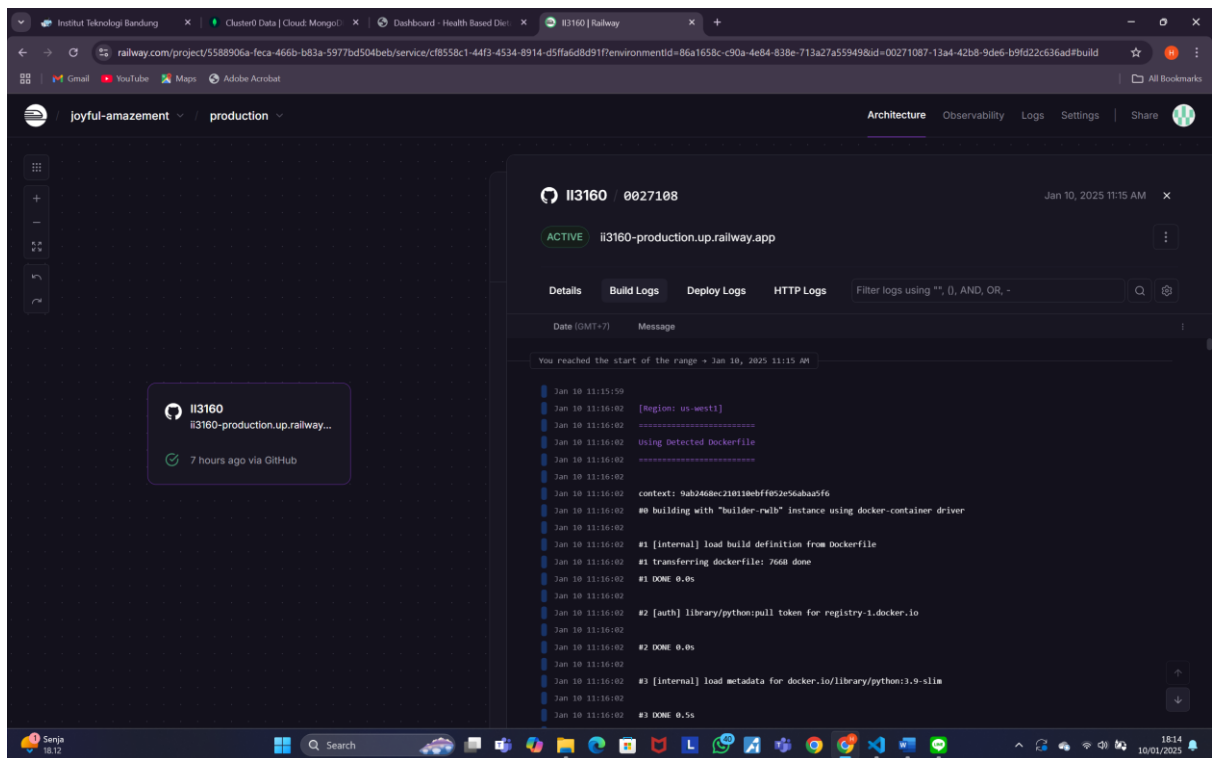 Institut Teknologi Bandung
Cluster0 Data | Cloud: MongoD
Dashboard - Health Based Diet
II3160 | Railway
railway.com/project/5588906a-feca-466b-b83a-5977bd504beb/service/cf8558c1-44f3-4534-8914-d5ffa6d8d91f?environmentId=86a1658c-c90a-4e84-838e-713a27a55949&id=00271087-13a4-42b8-9de6-b9fd22c636ad#build
H
Gmail YouTube Maps Adobe Acrobat All Bookmarks
joyful-amazement / production Architecture Observability Logs Settings Share
II3160 / 0027108 Jan 10, 2025 11:15 AM
ACTIVE ii3160-production.up.railway.app
Details Build Logs Deploy Logs HTTP Logs Filter logs using "", (), AND, OR, -
Date (GMT+7) Message
You reached the start of the range → Jan 10, 2025 11:15 AM
II3160
ii3160-production.up.railway...
7 hours ago via GitHub
Jan 10 11:15:59
Jan 10 11:16:02 [Region: us-west1]
Jan 10 11:16:02 =========================
Jan 10 11:16:02 Using Detected Dockerfile
Jan 10 11:16:02 =========================
Jan 10 11:16:02
Jan 10 11:16:02 context: 9ab2468ec210110ebff052e56abaa5f6
Jan 10 11:16:02 #0 building with "builder-rwlb" instance using docker-container driver
Jan 10 11:16:02
Jan 10 11:16:02 #1 [internal] load build definition from Dockerfile
Jan 10 11:16:02 #1 transferring dockerfile: 766B done
Jan 10 11:16:02 #1 DONE 0.0s
Jan 10 11:16:02
Jan 10 11:16:02 #2 [auth] library/python:pull token for registry-1.docker.io
Jan 10 11:16:02
Jan 10 11:16:02 #2 DONE 0.0s
Jan 10 11:16:02
Jan 10 11:16:02 #3 [internal] load metadata for docker.io/library/python:3.9-slim
Jan 10 11:16:02
Jan 10 11:16:02 #3 DONE 0.5s
1 Senja
18.12
Search
40
18:14
10/01/2025